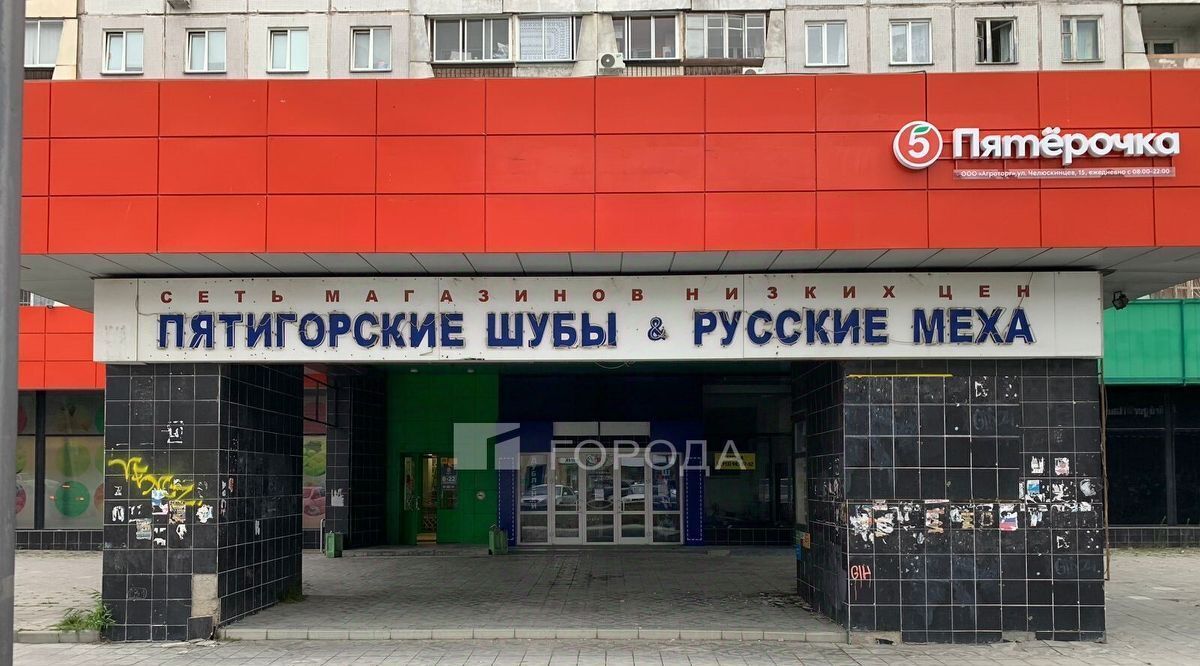 5 Пятёрочка
ООО «Агроторг», ул. Челюскинцев, 15, ежедневно с 08:00-22:00
СЕТЬ МАГАЗИНОВ НИЗКИХ ЦЕН
ПЯТИГОРСКИЕ ШУБЫ & РУССКИЕ МЕХА
ГОРОДА
GIH